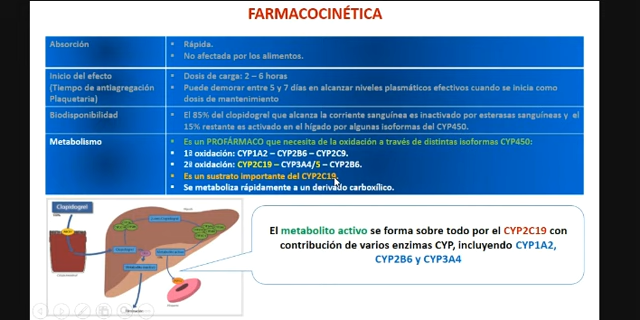 FARMACOCINÉTICA
Absorción
▪ Rápida.
▪ No afectada por los alimentos.
Inicio del efecto
(Tiempo de antiagregación
Plaquetaria)
▪ Dosis de carga: 2 – 6 horas
▪ Puede demorar entre 5 y 7 días en alcanzar niveles plasmáticos efectivos cuando se inicia como
dosis de mantenimiento
Biodisponibilidad
▪ El 85% del clopidogrel que alcanza la corriente sanguínea es inactivado por esterasas sanguíneas y el
15% restante es activado en el hígado por algunas isoformas del CYP450.
Metabolismo
▪ Es un PROFÁRMACO que necesita de la oxidación a través de distintas isoformas CYP450:
▪ 1ª oxidación: CYP1A2 – CYP2B6 – CYP2C9.
▪ 2ª oxidación: CYP2C19 – CYP3A4/5 – CYP2B6.
▪ Es un sustrato importante del CYP2C19.
▪ Se metaboliza rápidamente a un derivado carboxílico.
Clopidogrel
El metabolito activo se forma sobre todo por el CYP2C19 con
contribución de varios enzimas CYP, incluyendo CYP1A2,
CYP2B6 y CYP3A4